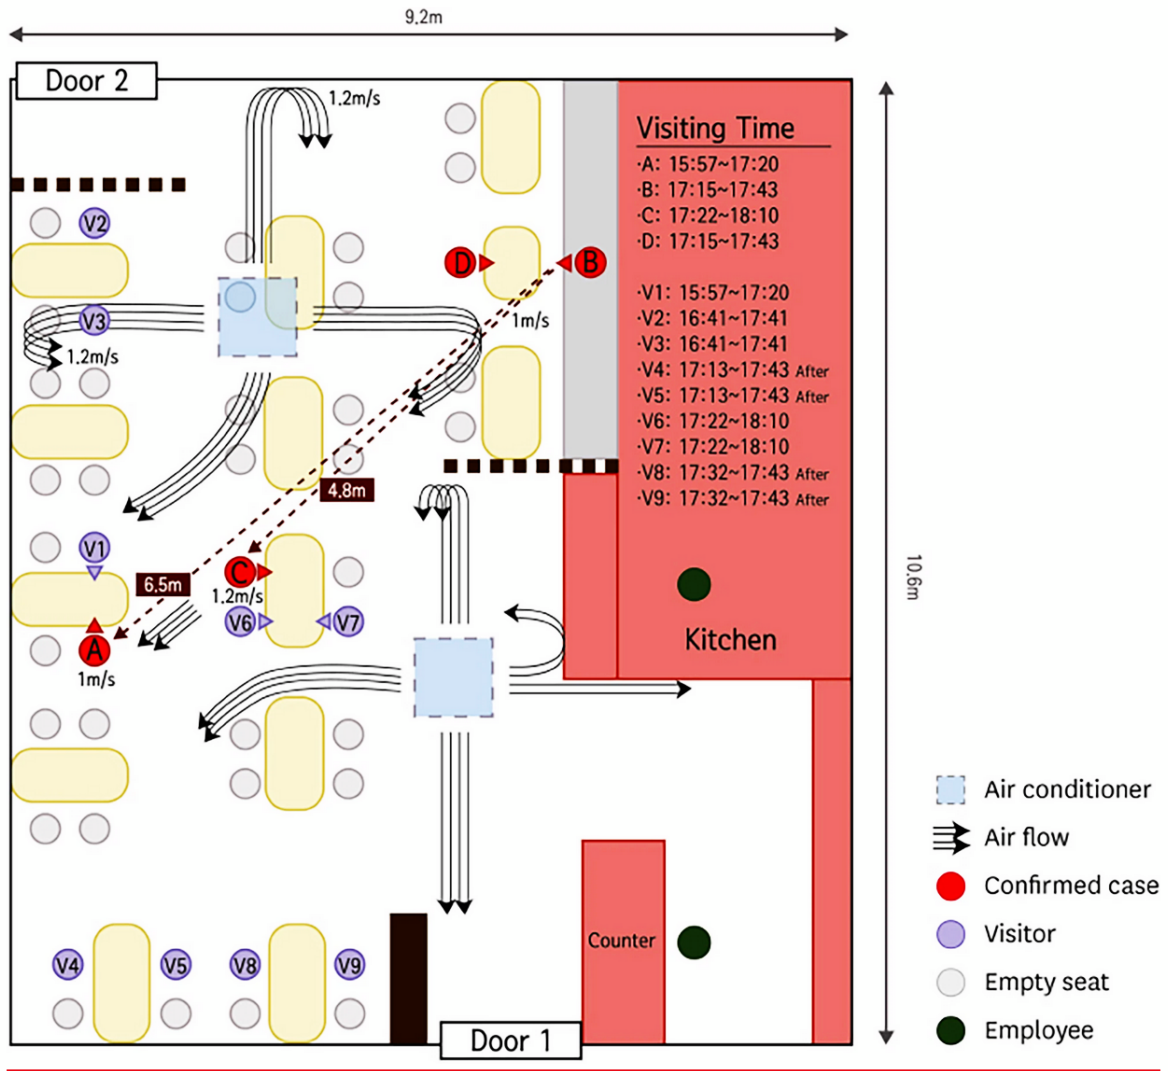 9.2m
Door 2
1.2m/s
Visiting Time
·A: 15:57~17:20
·B: 17:15~17:43
·C: 17:22~18:10
·D: 17:15~17:43
·V1: 15:57~17:20
·V2: 16:41~17:41
·V3: 16:41~17:41
·V4: 17:13~17:43 After
·V5: 17:13~17:43 After
·V6: 17:22~18:10
·V7: 17:22~18:10
·V8: 17:32~17:43 After
·V9: 17:32~17:43 After
V2
D
B
V3
1m/s
1.2m/s
4.8m
V1
6.5m
C
1.2m/s
V6
V7
A
1m/s
Kitchen
10.6m
V4
V5
V8
V9
Counter
Door 1
Air conditioner
Air flow
Confirmed case
Visitor
Empty seat
Employee